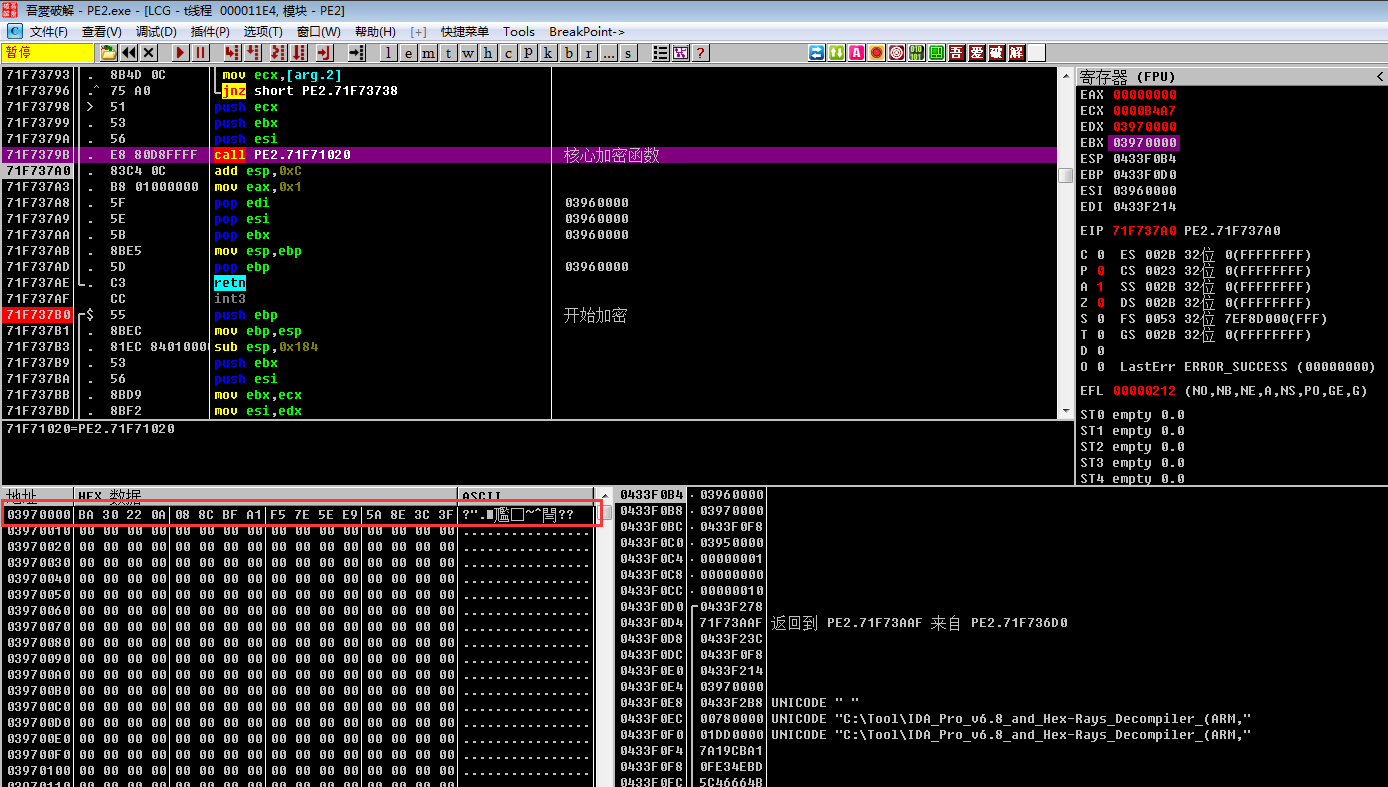 吾爱破解 - PE2.exe - [LCG - t线程 000011E4, 模块 - PE2]
C 文件(F) 查看(V) 调试(D) 插件(P) 选项(T) 窗口(W) 帮助(H) [+] 快捷菜单 Tools BreakPoint->
暂停 l e m t w h c p k b r ... s ? 吾 爱 破 解
71F73793 . 8B4D 0C mov ecx,[arg.2]
71F73796 .^ 75 A0 jnz short PE2.71F73738
71F73798 > 51 push ecx
71F73799 . 53 push ebx
71F7379A . 56 push esi
71F7379B . E8 80D8FFFF call PE2.71F71020 核心加密函数
71F737A0 . 83C4 0C add esp,0xC
71F737A3 . B8 01000000 mov eax,0x1
71F737A8 . 5F pop edi 03960000
71F737A9 . 5E pop esi 03960000
71F737AA . 5B pop ebx 03960000
71F737AB . 8BE5 mov esp,ebp
71F737AD . 5D pop ebp 03960000
71F737AE . C3 retn
71F737AF CC int3
71F737B0 $ 55 push ebp 开始加密
71F737B1 . 8BEC mov ebp,esp
71F737B3 . 81EC 8401000 sub esp,0x184
71F737B9 . 53 push ebx
71F737BA . 56 push esi
71F737BB . 8BD9 mov ebx,ecx
71F737BD . 8BF2 mov esi,edx
71F71020=PE2.71F71020
寄存器 (FPU) <
EAX 00000000
ECX 000084A7
EDX 03970000
EBX 03970000
ESP 0433F0B4
EBP 0433F0D0
ESI 03960000
EDI 0433F214
EIP 71F737A0 PE2.71F737A0
C 0 ES 002B 32位 0(FFFFFFFF)
P 0 CS 0023 32位 0(FFFFFFFF)
A 1 SS 002B 32位 0(FFFFFFFF)
Z 0 DS 002B 32位 0(FFFFFFFF)
S 0 FS 0053 32位 7EF8D000(FFF)
T 0 GS 002B 32位 0(FFFFFFFF)
D 0
O 0 LastErr ERROR_SUCCESS (00000000)
EFL 00000212 (NO,NB,NE,A,NS,PO,GE,G)
ST0 empty 0.0
ST1 empty 0.0
ST2 empty 0.0
ST3 empty 0.0
ST4 empty 0.0
地址 HEX 数据 ASCII
03970000 BA 30 22 0A 08 8C BF A1 F5 7E 5E E9 5A 8E 3C 3F
03970010 00 00 00 00 00 00 00 00 00 00 00 00 00 00 00 00 ................
03970020 00 00 00 00 00 00 00 00 00 00 00 00 00 00 00 00 ................
03970030 00 00 00 00 00 00 00 00 00 00 00 00 00 00 00 00 ................
03970040 00 00 00 00 00 00 00 00 00 00 00 00 00 00 00 00 ................
03970050 00 00 00 00 00 00 00 00 00 00 00 00 00 00 00 00 ................
03970060 00 00 00 00 00 00 00 00 00 00 00 00 00 00 00 00 ................
03970070 00 00 00 00 00 00 00 00 00 00 00 00 00 00 00 00 ................
03970080 00 00 00 00 00 00 00 00 00 00 00 00 00 00 00 00 ................
03970090 00 00 00 00 00 00 00 00 00 00 00 00 00 00 00 00 ................
039700A0 00 00 00 00 00 00 00 00 00 00 00 00 00 00 00 00 ................
039700B0 00 00 00 00 00 00 00 00 00 00 00 00 00 00 00 00 ................
039700C0 00 00 00 00 00 00 00 00 00 00 00 00 00 00 00 00 ................
039700D0 00 00 00 00 00 00 00 00 00 00 00 00 00 00 00 00 ................
039700E0 00 00 00 00 00 00 00 00 00 00 00 00 00 00 00 00 ................
039700F0 00 00 00 00 00 00 00 00 00 00 00 00 00 00 00 00 ................
03970100 00 00 00 00 00 00 00 00 00 00 00 00 00 00 00 00 ................
03970110 00 00 00 00 00 00 00 00 00 00 00 00 00 00 00 00
0433F0B4 03960000
0433F0B8 03970000
0433F0BC 0433F0F8
0433F0C0 03950000
0433F0C4 00000001
0433F0C8 00000000
0433F0CC 00000010
0433F0D0 0433F278
0433F0D4 71F73AAF 返回到 PE2.71F73AAF 来自 PE2.71F736D0
0433F0D8 0433F23C
0433F0DC 0433F0F8
0433F0E0 0433F214
0433F0E4 03970000
0433F0E8 0433F2B8 UNICODE " "
0433F0EC 00780000 UNICODE "C:\Tool\IDA_Pro_v6.8_and_Hex-Rays_Decompiler_(ARM,"
0433F0F0 01DD0000 UNICODE "C:\Tool\IDA_Pro_v6.8_and_Hex-Rays_Decompiler_(ARM,"
0433F0F4 7A19CBA1
0433F0F8 0FE34EBD
0433F0FC 5C46664B